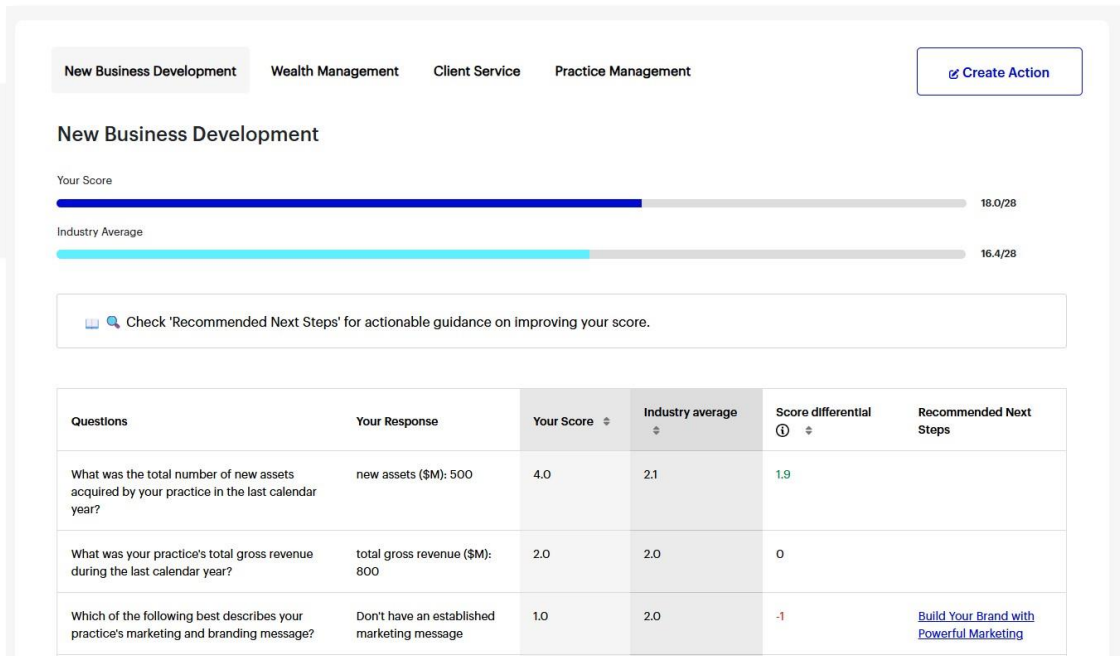 New Business Development
Wealth Management
Client Service
Practice Management
Create Action
New Business Development
Your Score
18.0/28
Industry Average
16.4/28
Check 'Recommended Next Steps' for actionable guidance on improving your score.
Questions
Your Response
Your Score
Industry average
Score differential
Recommended Next
Steps
What was the total number of new assets
acquired by your practice in the last calendar
year?
new assets ($M): 500
4.0
2.1
1.9
What was your practice's total gross revenue
during the last calendar year?
total gross revenue ($M):
800
2.0
2.0
0
Which of the following best describes your
practice's marketing and branding message?
Don't have an established
marketing message
1.0
2.0
-1
Build Your Brand with
Powerful Marketing